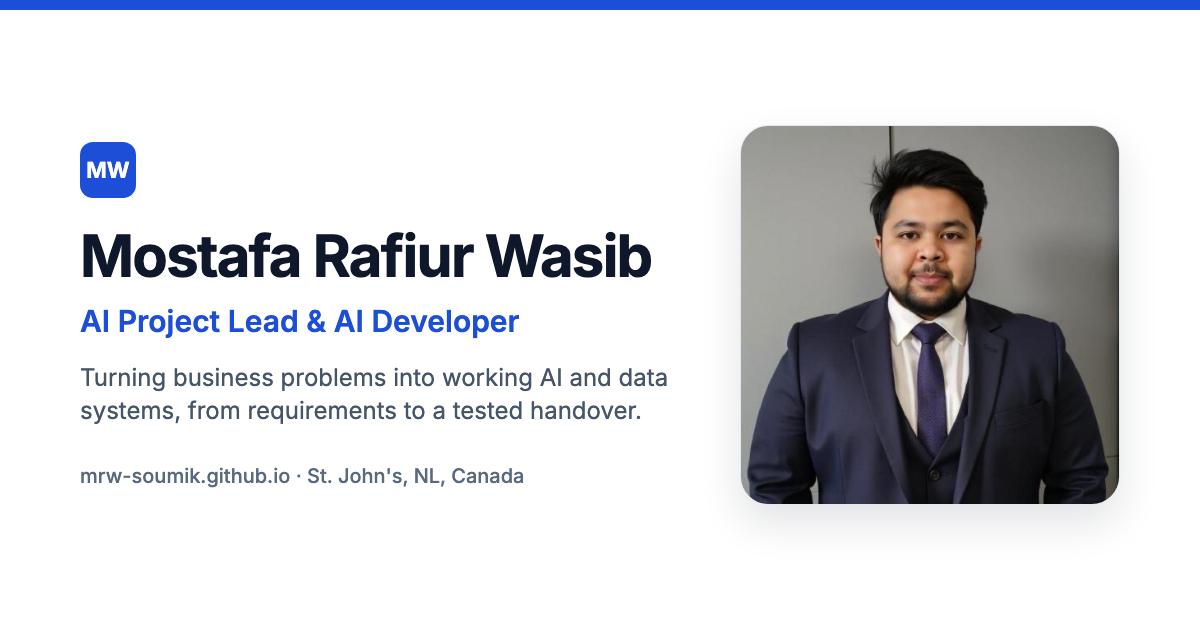 MW
Mostafa Rafiur Wasib
AI Project Lead & AI Developer
Turning business problems into working AI and data
systems, from requirements to a tested handover.
mrw-soumik.github.io · St. John's, NL, Canada